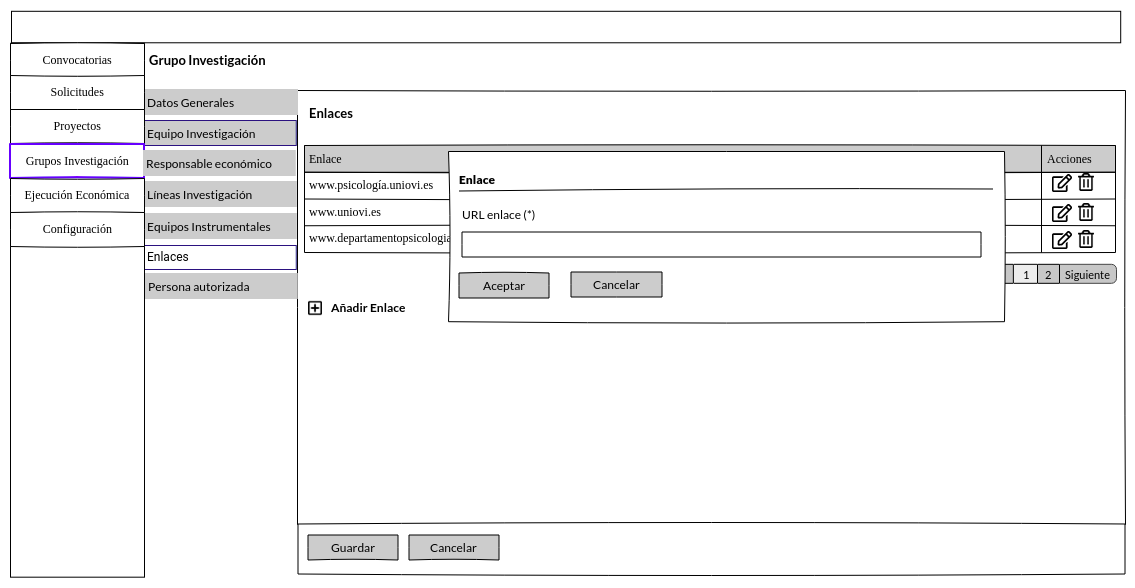 Convocatorias
Solicitudes
Proyectos
Grupos Investigación
Ejecución Económica
Configuración
Grupo Investigación
Datos Generales
Equipo Investigación
Responsable económico
Líneas Investigación
Equipos Instrumentales
Enlaces
Persona autorizada
Enlaces
Enlace
Acciones
www.psicología.uniovi.es
www.uniovi.es
www.departamentopsicologia
1 2 Siguiente
Añadir Enlace
Enlace
URL enlace (*)
Aceptar
Cancelar
Guardar
Cancelar